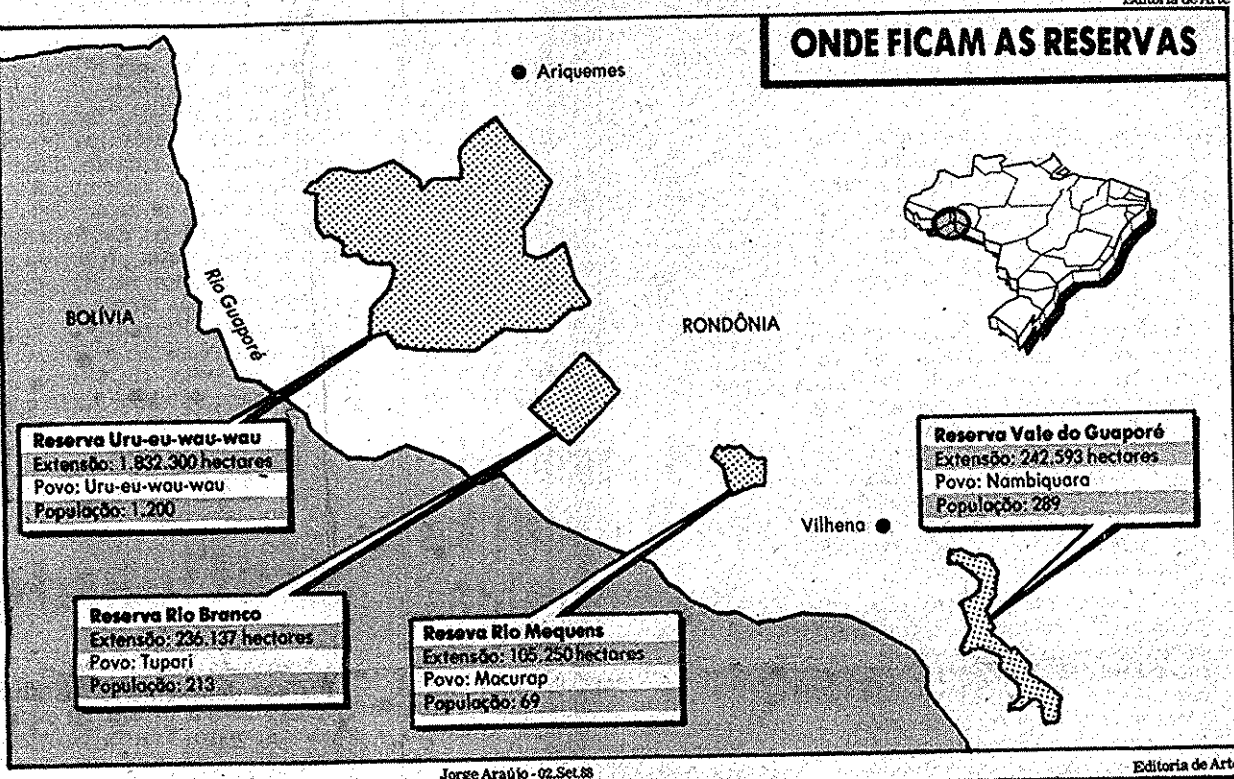 Editoria de Arte
ONDE FICAM AS RESERVAS
Ariquemes
BOLÍVIA
Rio Guaporé
RONDÔNIA
Reserva Uru-eu-wau-wau
Extensão: 1.832.300 hectares
Povo: Uru-eu-wau-wau
População: 1.200
Reserva Vale do Guaporé
Extensão: 242.593 hectares
Povo: Nambiquara
População: 289
Vilhena
Reserva Rio Branco
Extensão: 236.137 hectares
Povo: Tupari
População: 213
Reseva Rio Mequens
Extensão: 105.250 hectares
Povo: Macurap
População: 69
Jorge Araújo - 02.Set.88
Editoria de Arte